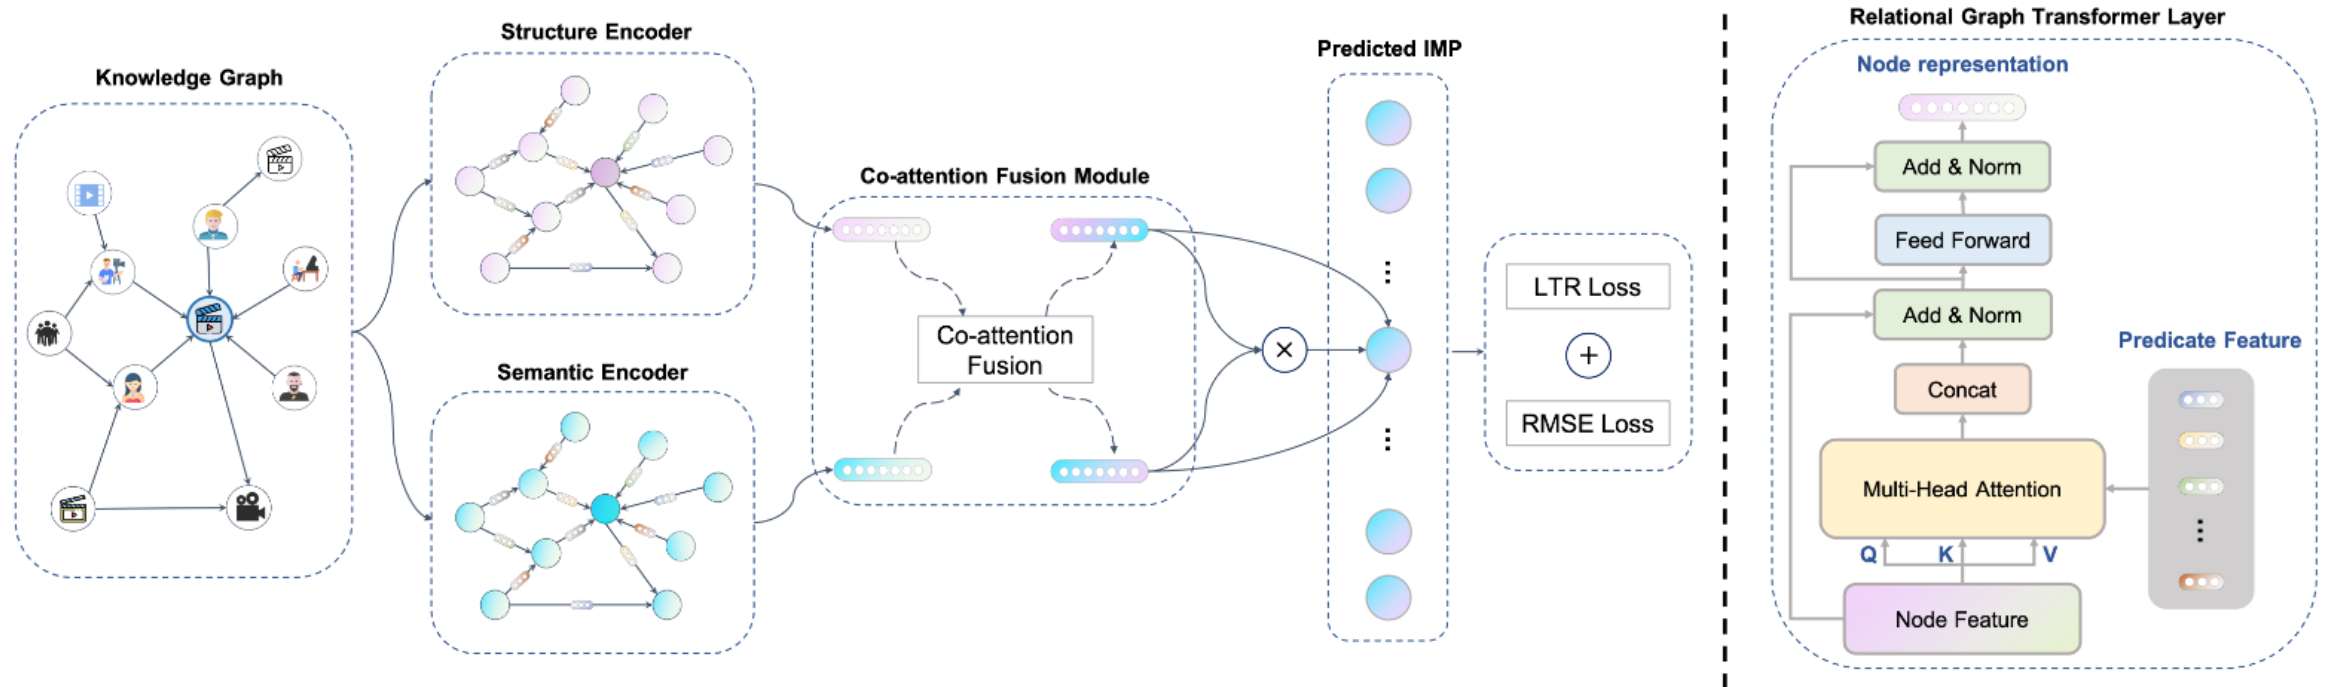 Knowledge Graph
Structure Encoder
Semantic Encoder
Co-attention Fusion Module
Co-attention
Fusion
Predicted IMP
LTR Loss
RMSE Loss
Relational Graph Transformer Layer
Node representation
Add & Norm
Feed Forward
Add & Norm
Concat
Predicate Feature
Multi-Head Attention
Q K V
Node Feature